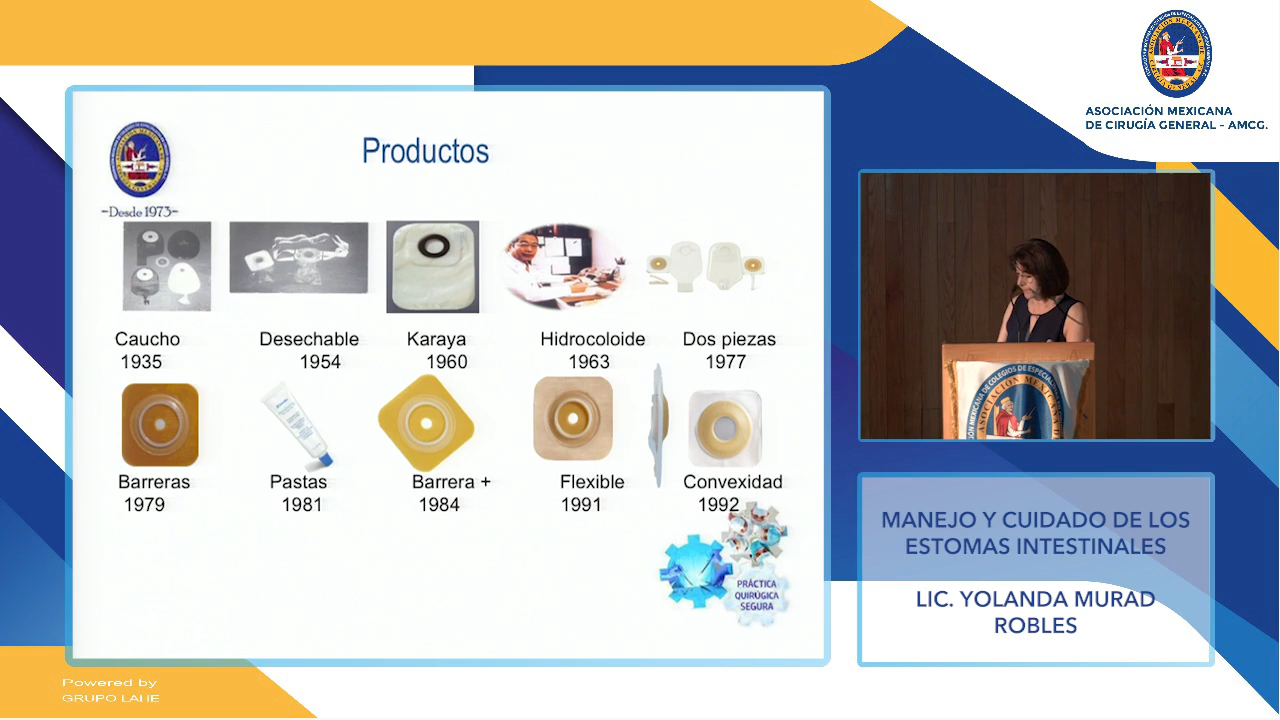 ASOCIACIÓN MEXICANA
DE CIRUGÍA GENERAL - AMCG.
Productos
-Desde 1973-
Caucho
1935
Desechable
1954
Karaya
1960
Hidrocoloide
1963
Dos piezas
1977
Barreras
1979
Pastas
1981
Barrera +
1984
Flexible
1991
Convexidad
1992
PRÁCTICA
QUIRÚGICA
SEGURA
MANEJO Y CUIDADO DE LOS
ESTOMAS INTESTINALES
LIC. YOLANDA MURAD
ROBLES
Powered by
GRUPO LAHE